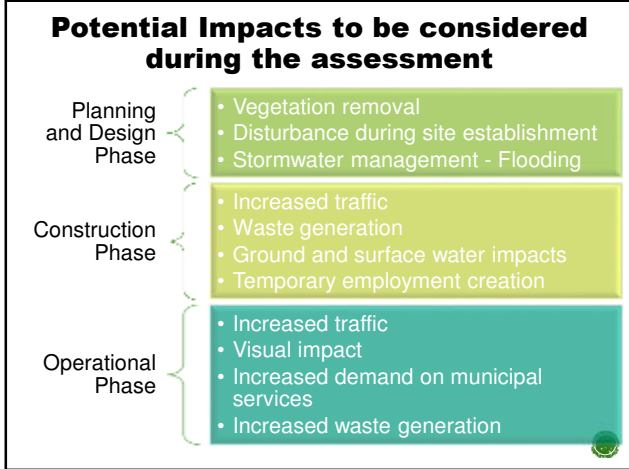 Potential Impacts to be considered
during the assessment
Planning
and Design
Phase
• Vegetation removal
• Disturbance during site establishment
• Stormwater management - Flooding
Construction
Phase
• Increased traffic
• Waste generation
• Ground and surface water impacts
• Temporary employment creation
Operational
Phase
• Increased traffic
• Visual impact
• Increased demand on municipal
services
• Increased waste generation